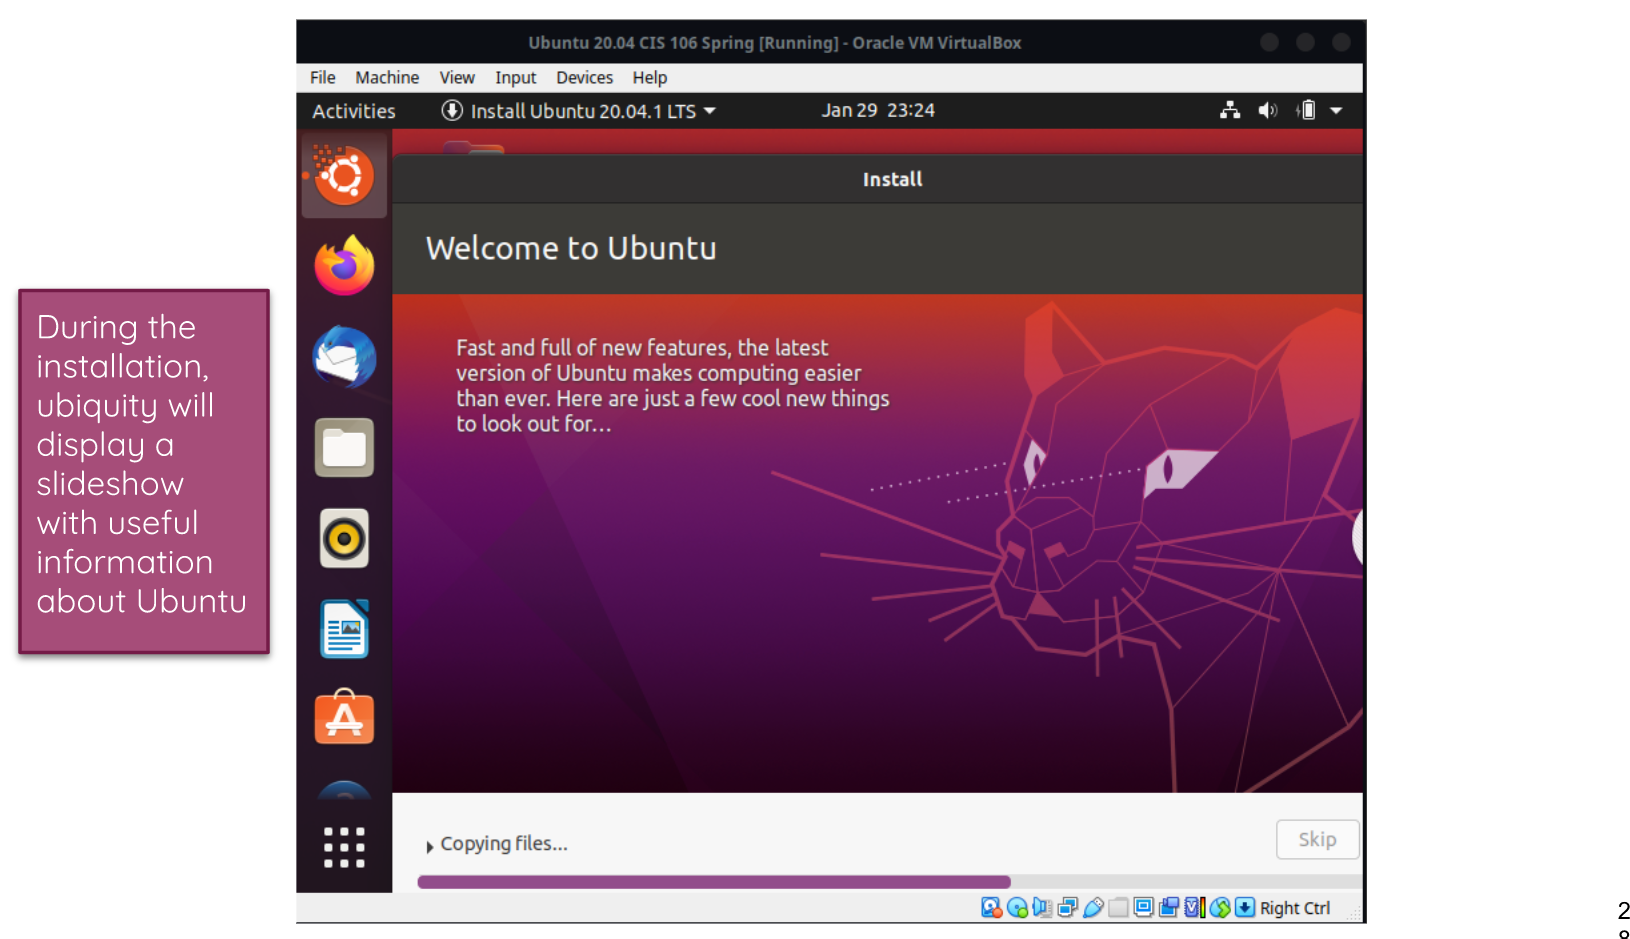 Ubuntu 20.04 CIS 106 Spring [Running] - Oracle VM VirtualBox
File Machine View Input Devices Help
Activities Install Ubuntu 20.04.1 LTS Jan 29 23:24
Install
Welcome to Ubuntu
During the
installation,
ubiquity will
display a
slideshow
with useful
information
about Ubuntu
Fast and full of new features, the latest
version of Ubuntu makes computing easier
than ever. Here are just a few cool new things
to look out for...
Copying files...
Skip
Right Ctrl
2
8